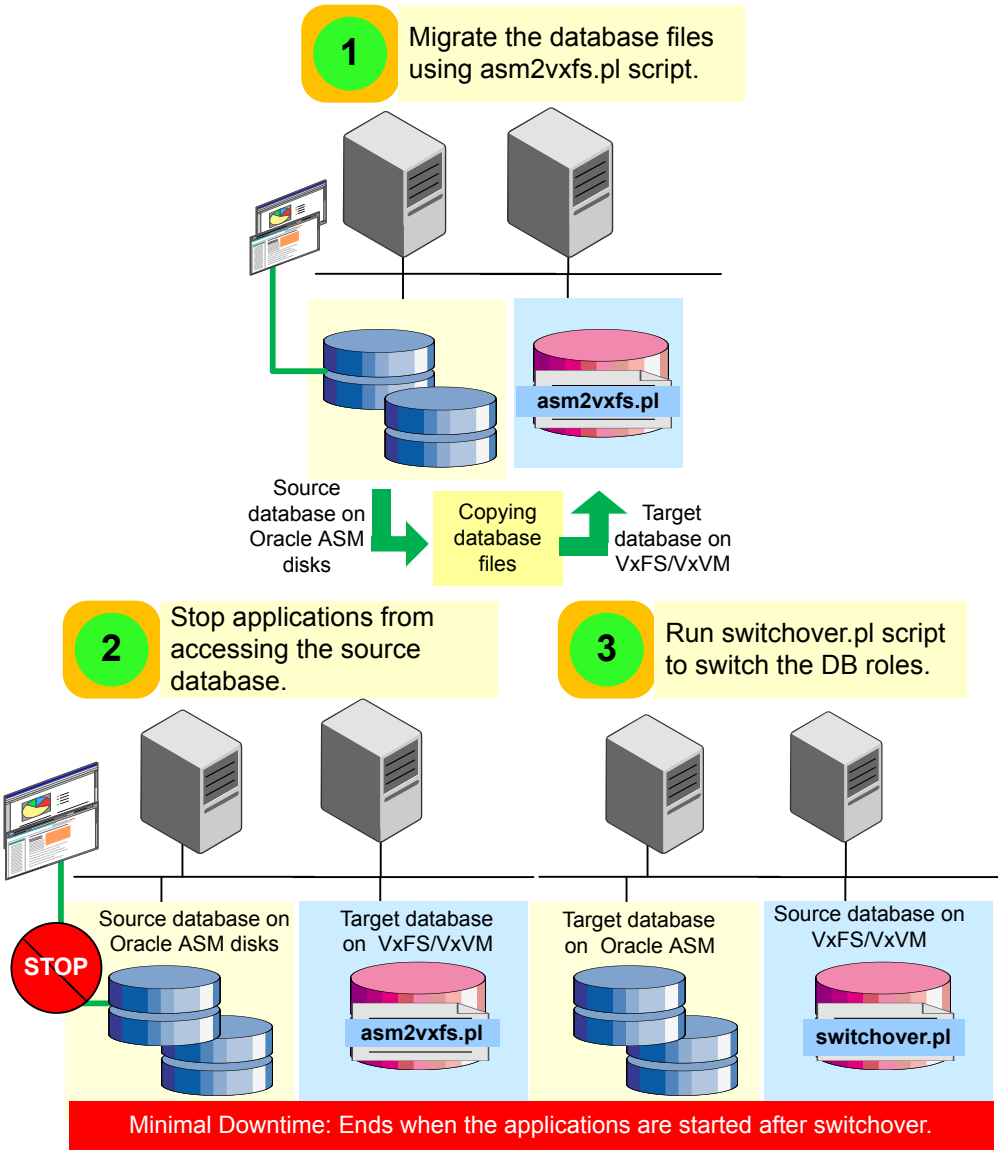 1
Migrate the database files
using asm2vxfs.pl script.
asm2vxfs.pl
Source
database on
Oracle ASM
disks
Copying
database
files
Target
database on
VxFS/VxVM
2
Stop applications from
accessing the source
database.
3
Run switchover.pl script
to switch the DB roles.
STOP
Source database on
Oracle ASM disks
Target database
on VxFS/VxVM
asm2vxfs.pl
Target database
on Oracle ASM
Source database on
VxFS/VxVM
switchover.pl
Minimal Downtime: Ends when the applications are started after switchover.